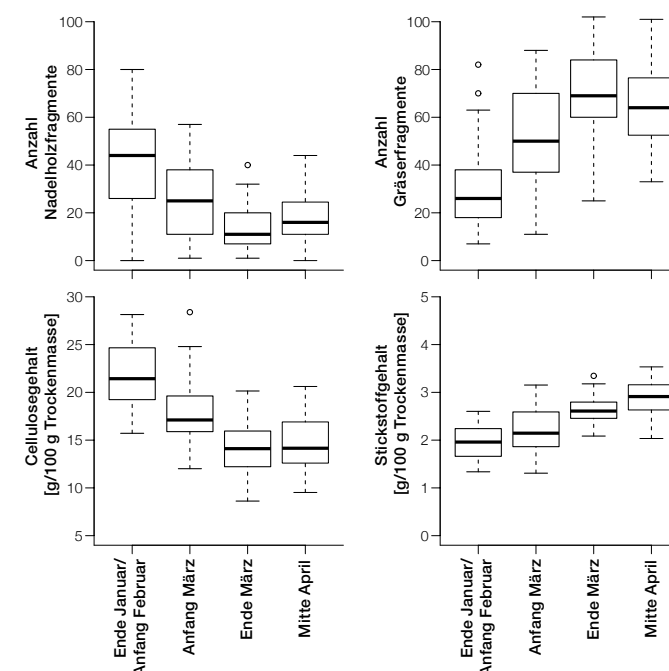 Anzahl
Nadelholzfragmente
100
80
60
40
20
0
Anzahl
Gräserfragmente
100
80
60
40
20
0
Cellulosegehalt
[g/100 g Trockenmasse]
30
25
20
15
10
5
Stickstoffgehalt
[g/100 g Trockenmasse]
5
4
3
2
1
0
Ende Januar/
Anfang Februar
Anfang März
Ende März
Mitte April
Ende Januar/
Anfang Februar
Anfang März
Ende März
Mitte April